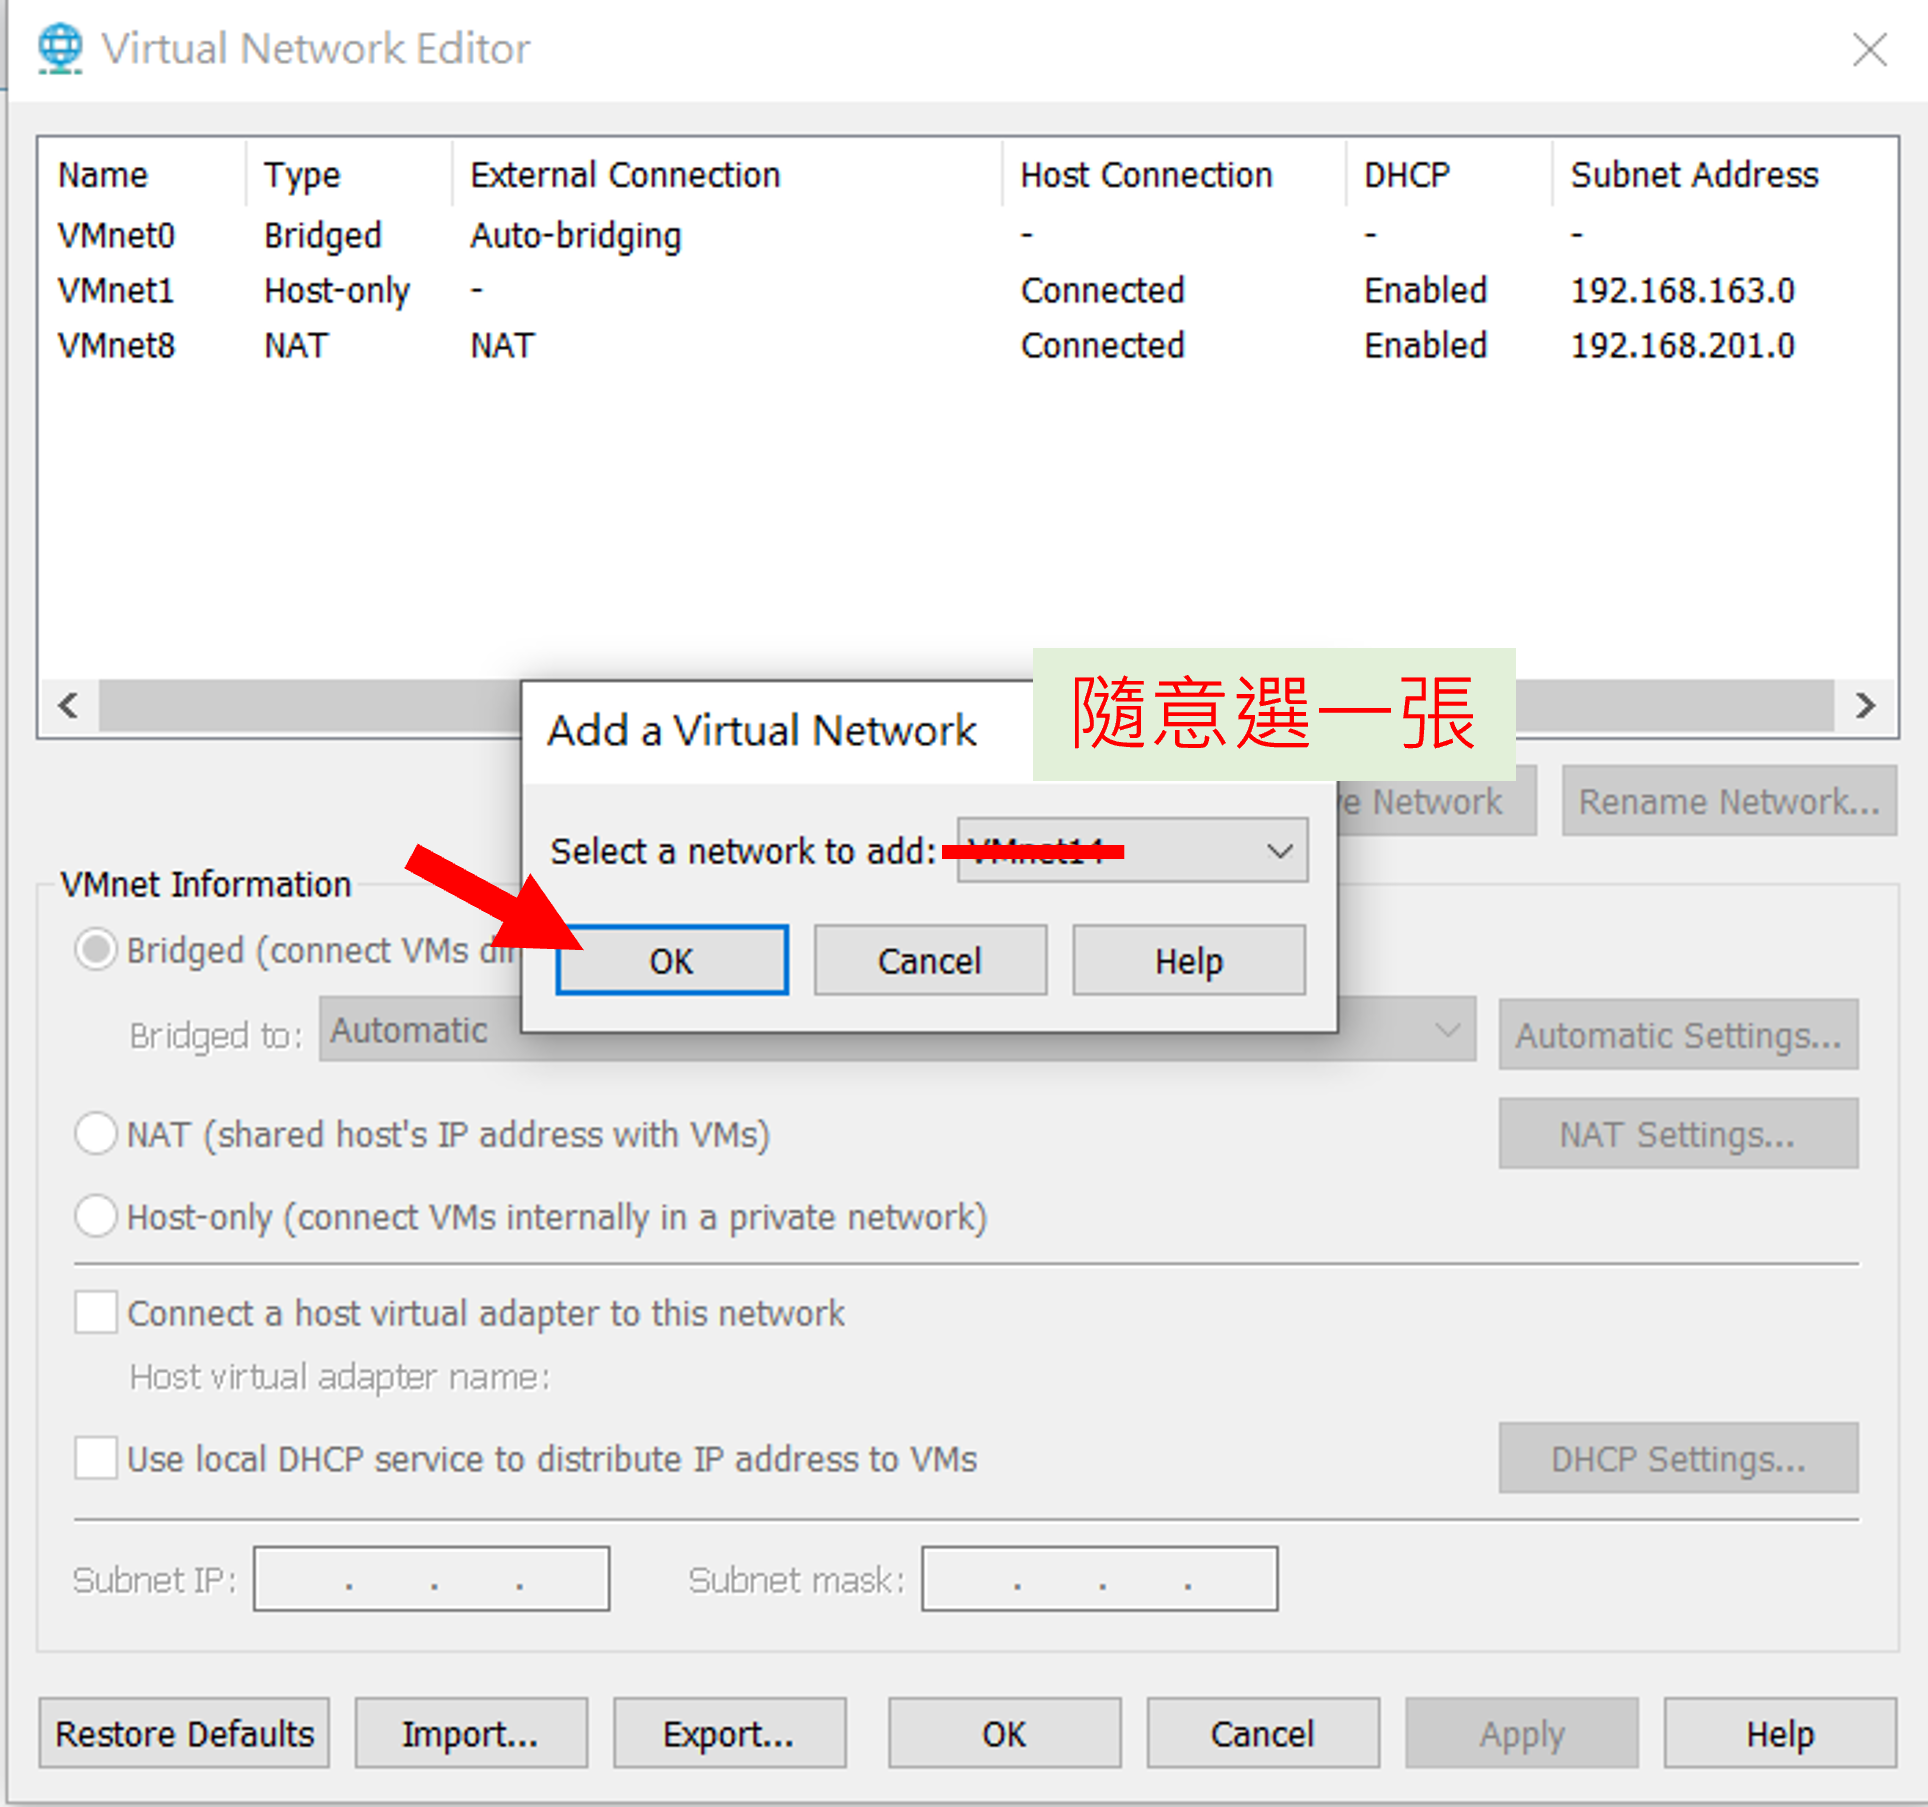 Virtual Network Editor
Name Type External Connection Host Connection DHCP Subnet Address
VMnet0 Bridged Auto-bridging - - -
VMnet1 Host-only - Connected Enabled 192.168.163.0
VMnet8 NAT NAT Connected Enabled 192.168.201.0
隨意選一張
Add a Virtual Network
Network Rename Network...
Select a network to add: VMnet14
VMnet Information
OK Cancel Help
Bridged (connect VMs
Bridged to: Automatic Automatic Settings...
NAT (shared host's IP address with VMs) NAT Settings...
Host-only (connect VMs internally in a private network)
Connect a host virtual adapter to this network
Host virtual adapter name:
Use local DHCP service to distribute IP address to VMs DHCP Settings...
Subnet IP: . . . Subnet mask: . . .
Restore Defaults Import... Export... OK Cancel Apply Help